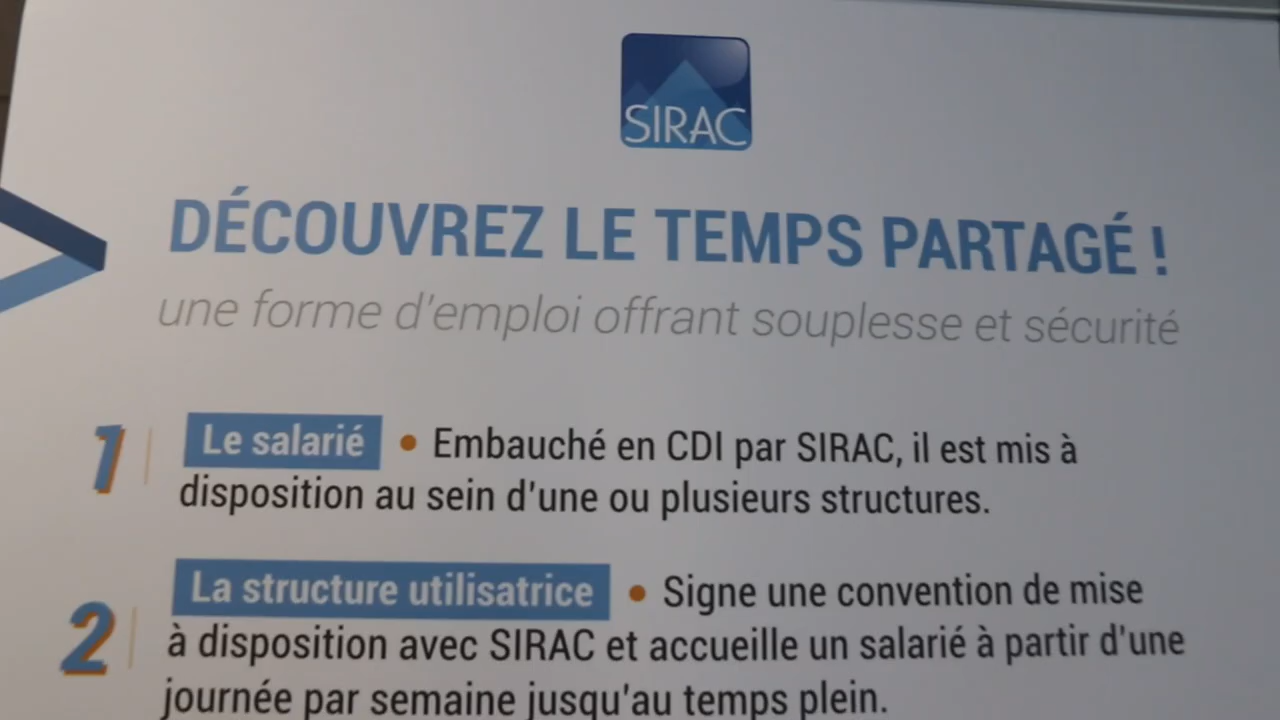 SIRAC
DÉCOUVREZ LE TEMPS PARTAGÉ !
une forme d'emploi offrant souplesse et sécurité
1 Le salarié • Embauché en CDI par SIRAC, il est mis à
disposition au sein d'une ou plusieurs structures.
2 La structure utilisatrice • Signe une convention de mise
à disposition avec SIRAC et accueille un salarié à partir d'une
journée par semaine jusqu'au temps plein.